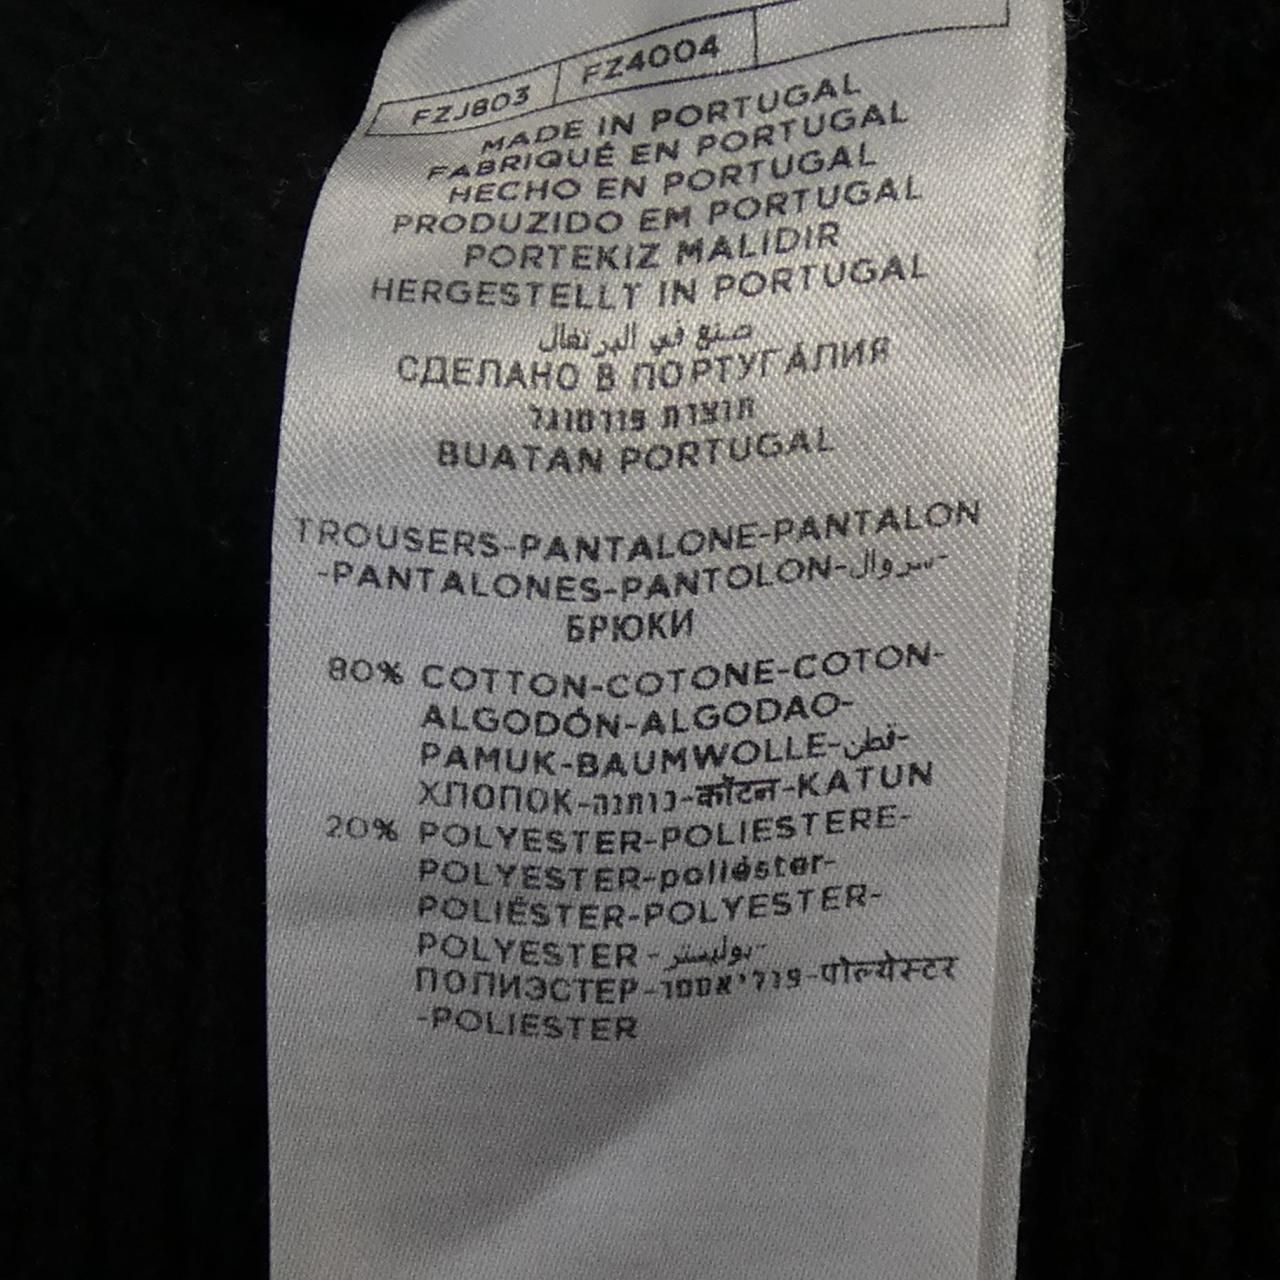 FZJ803 FZ4004
MADE IN PORTUGAL
FABRIQUÉ EN PORTUGAL
HECHO EN PORTUGAL
PRODUZIDO EM PORTUGAL
PORTEKIZ MALIDIR
HERGESTELLT IN PORTUGAL
صنع في البرتغال
СДЕЛАНО В ПОРТУГАЛИЯ
תוצרת פורטוגל
BUATAN PORTUGAL
TROUSERS-PANTALONE-PANTALON
-PANTALONES-PANTOLON-سروال-
БРЮКИ
80% COTTON-COTONE-COTON-
ALGODÓN-ALGODAO-
PAMUK-BAUMWOLLE-قطن-
ХЛОПОК-כותנה-कॉटन-KATUN
20% POLYESTER-POLIESTERE-
POLYESTER-poliéster-
POLIÉSTER-POLYESTER-
POLYESTER-بوليستر-
ПОЛИЭСТЕР-פולי'אסטר-पोल्येस्टर
-POLIESTER